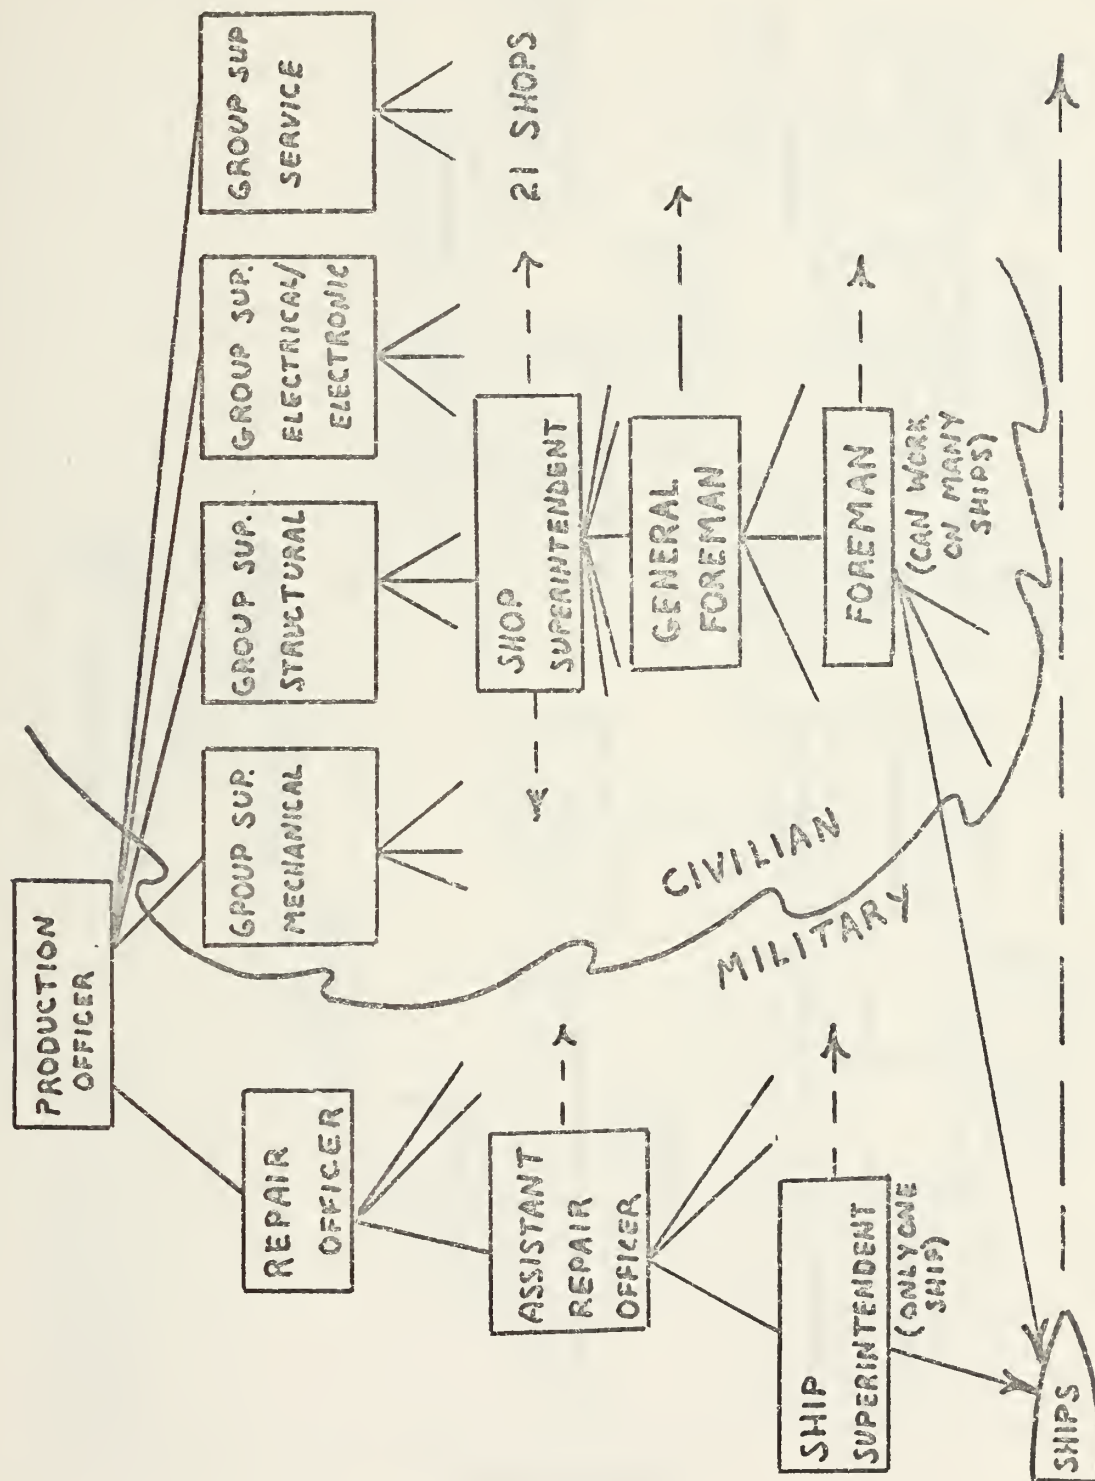 PRODUCTION
OFFICER
REPAIR
OFFICER
GPOUP SUP.
MECHANICAL
GROUP SUP.
STRUCTURAL
GROUP SUP.
ELECTRICAL/
ELECTRONIC
GROUP SUP
SERVICE
ASSISTANT
REPAIR
OFFICER
SHOP
SUPERINTENDENT
21 SHOPS
GENERAL
FOREMAN
CIVILIAN
MILITARY
SHIP
SUPERINTENDENT
(ONLY ONE
SHIP)
FOREMAN
(CAN WORK
ON MANY
SHIPS)
SHIPS